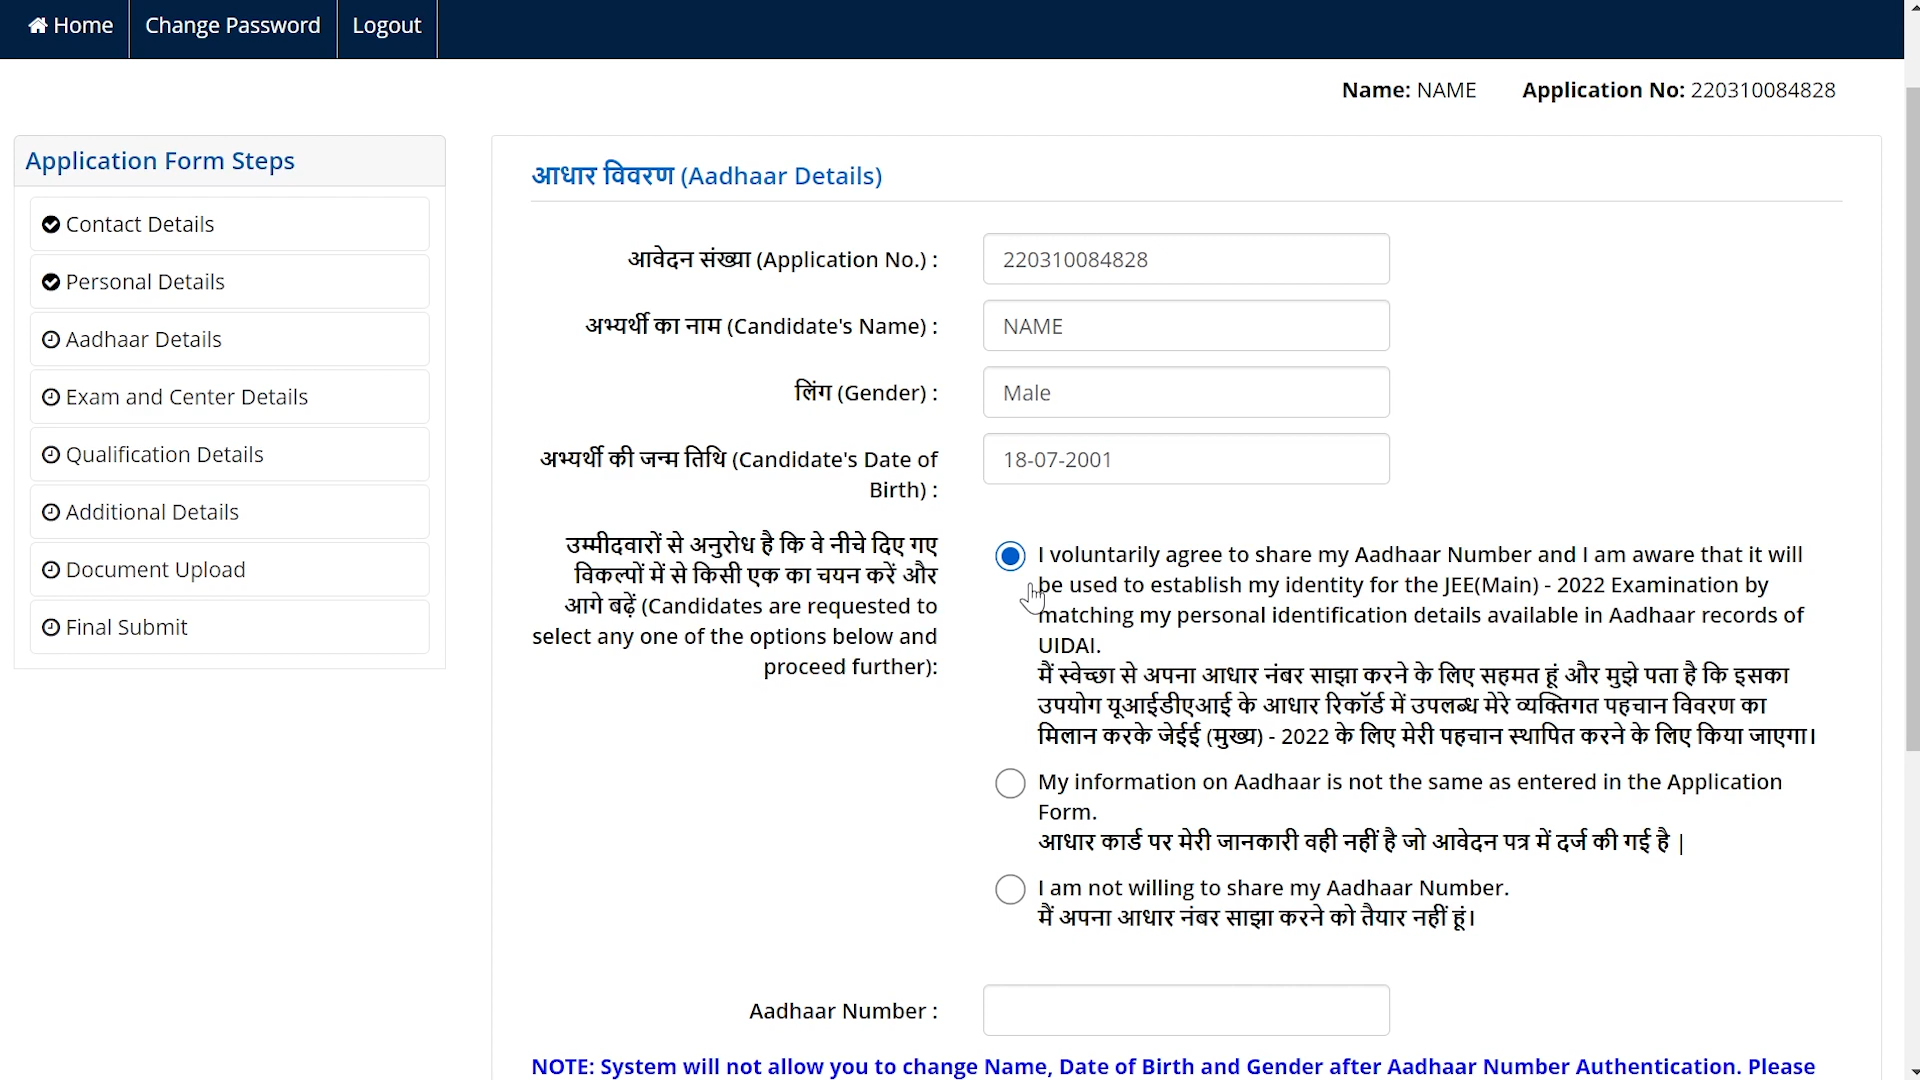 Home Change Password Logout
Name: NAME Application No: 220310084828
Application Form Steps
Contact Details
Personal Details
Aadhaar Details
Exam and Center Details
Qualification Details
Additional Details
Document Upload
Final Submit
आधार विवरण (Aadhaar Details)
आवेदन संख्या (Application No.) : 220310084828
अभ्यर्थी का नाम (Candidate's Name) : NAME
लिंग (Gender) : Male
अभ्यर्थी की जन्म तिथि (Candidate's Date of 18-07-2001
Birth) :
उम्मीदवारों से अनुरोध है कि वे नीचे दिए गए
विकल्पों में से किसी एक का चयन करें और
आगे बढ़ें (Candidates are requested to
select any one of the options below and
proceed further):
I voluntarily agree to share my Aadhaar Number and I am aware that it will
be used to establish my identity for the JEE(Main) - 2022 Examination by
matching my personal identification details available in Aadhaar records of
UIDAI.
मैं स्वेच्छा से अपना आधार नंबर साझा करने के लिए सहमत हूं और मुझे पता है कि इसका
उपयोग यूआईडीएआई के आधार रिकॉर्ड में उपलब्ध मेरे व्यक्तिगत पहचान विवरण का
मिलान करके जेईई (मुख्य) - 2022 के लिए मेरी पहचान स्थापित करने के लिए किया जाएगा।
My information on Aadhaar is not the same as entered in the Application
Form.
आधार कार्ड पर मेरी जानकारी वही नहीं है जो आवेदन पत्र में दर्ज की गई है |
I am not willing to share my Aadhaar Number.
मैं अपना आधार नंबर साझा करने को तैयार नहीं हूं।
Aadhaar Number :
NOTE: System will not allow you to change Name, Date of Birth and Gender after Aadhaar Number Authentication. Please